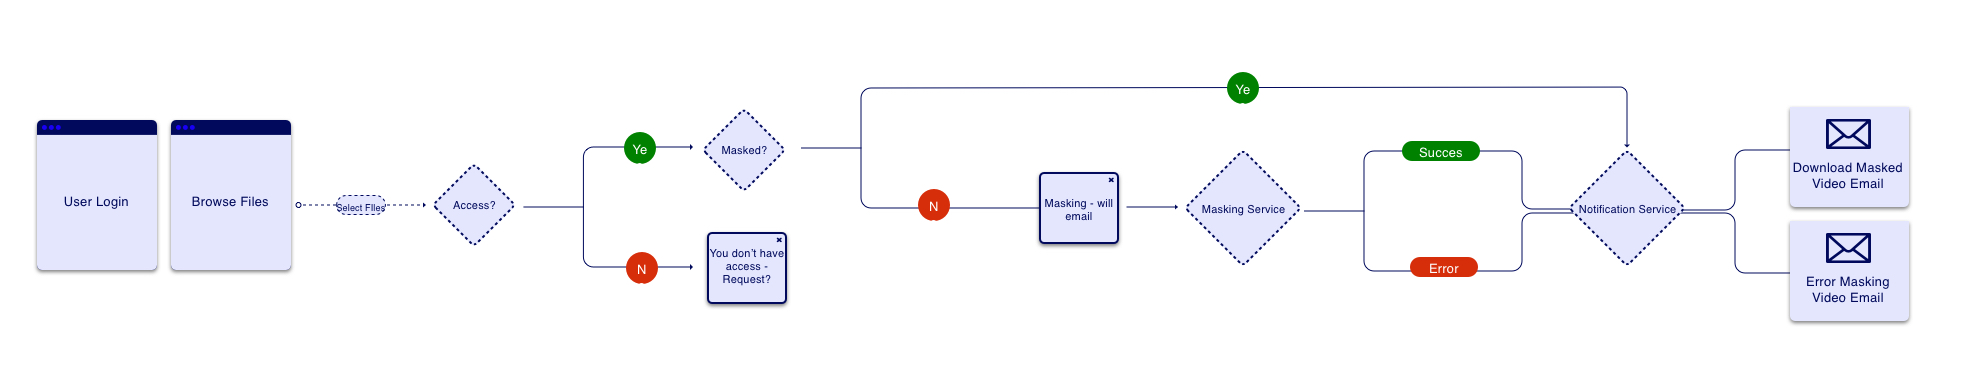 User Login
Browse Files
Select Files
Access?
Ye
N
Masked?
You don't have
access -
Request?
Ye
N
Masking - will
email
Masking Service
Succes
Error
Notification Service
Download Masked
Video Email
Error Masking
Video Email